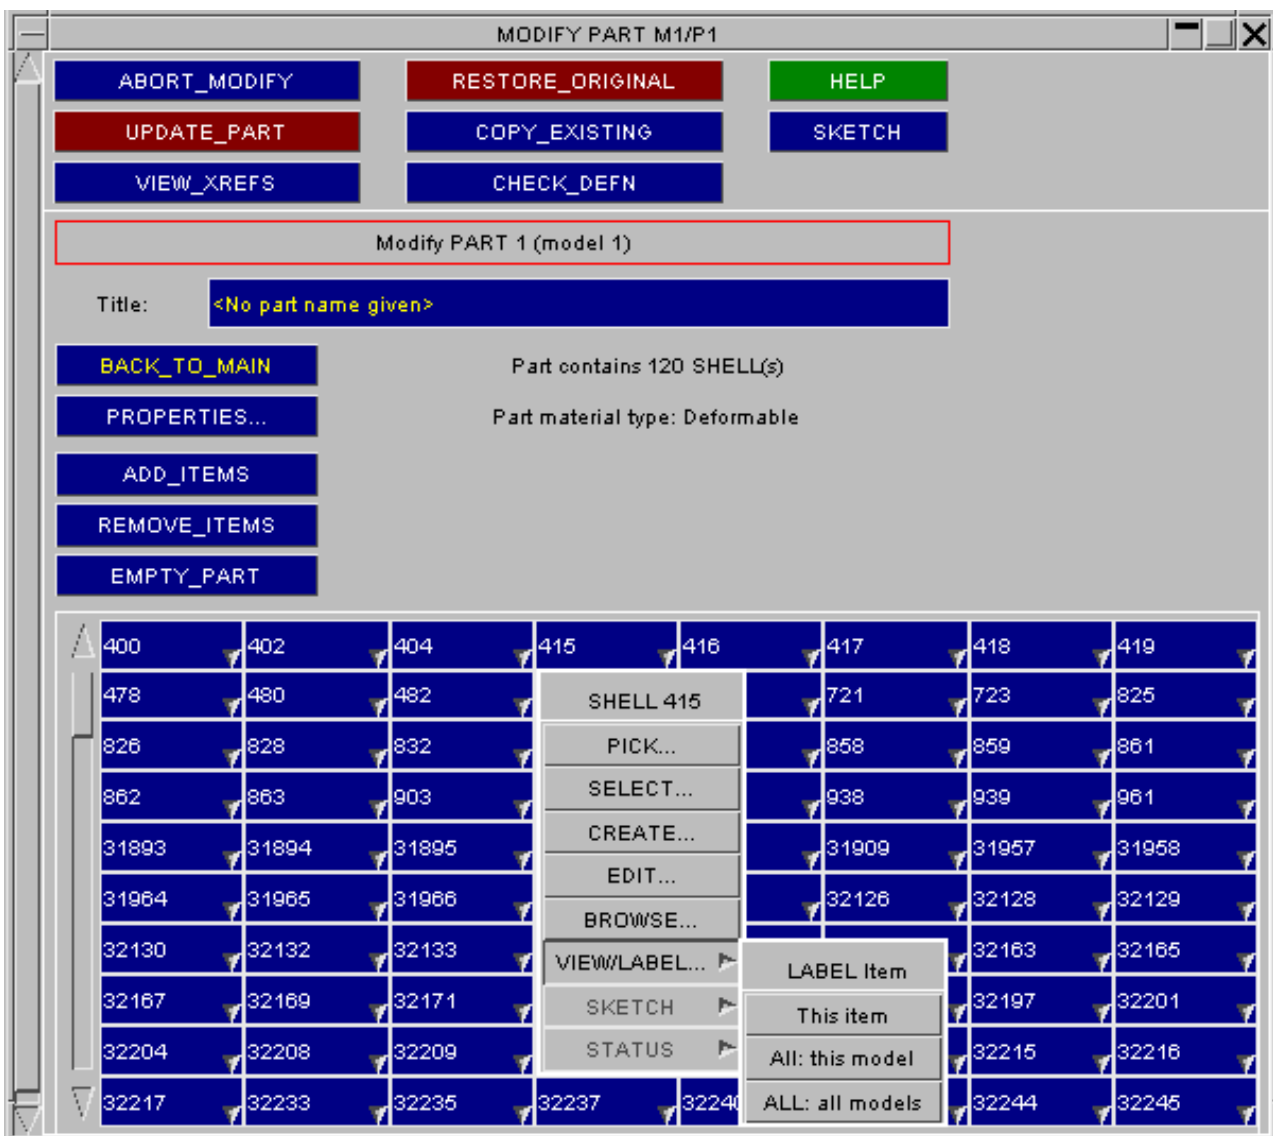 MODIFY PART M1/P1
ABORT_MODIFY RESTORE_ORIGINAL HELP
UPDATE_PART COPY_EXISTING SKETCH
VIEW_XREFS CHECK_DEFN
Modify PART 1 (model 1)
Title: <No part name given>
BACK_TO_MAIN Part contains 120 SHELL(s)
PROPERTIES... Part material type: Deformable
ADD_ITEMS
REMOVE_ITEMS
EMPTY_PART
400 402 404 415 416 417 418 419
478 480 482 SHELL 415 721 723 825
826 828 832 PICK... 858 859 861
862 863 903 SELECT... 938 939 961
31893 31894 31895 CREATE... 31909 31957 31958
EDIT...
31964 31965 31966 BROWSE... 32126 32128 32129
32130 32132 32133 VIEW/LABEL... LABEL Item 32163 32165
32167 32169 32171 SKETCH This item 32197 32201
32204 32208 32209 STATUS All: this model 32215 32216
32217 32233 32235 32237 3224 ALL: all models 32244 32245